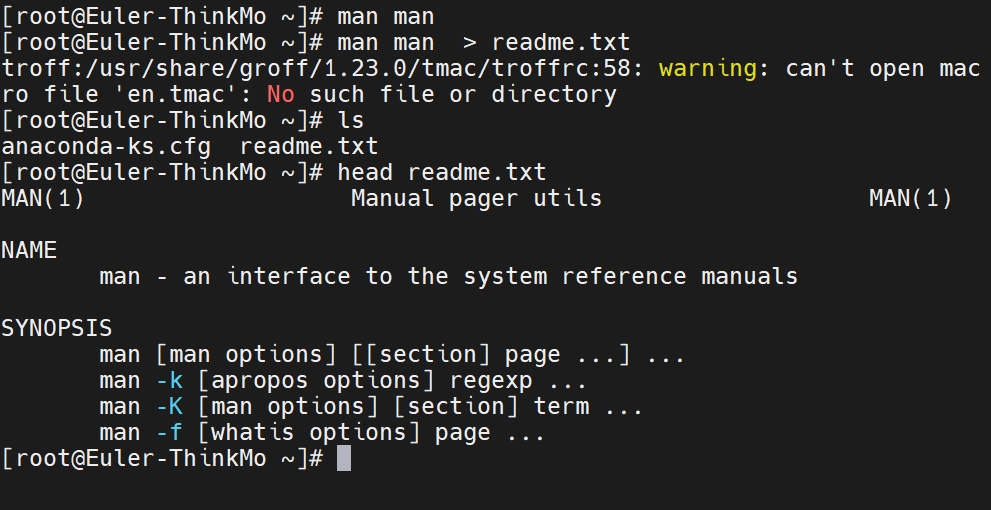 [root@Euler-ThinkMo ~]# man man
[root@Euler-ThinkMo ~]# man man  > readme.txt
troff:/usr/share/groff/1.23.0/tmac/troffrc:58: warning: can't open mac
ro file 'en.tmac': No such file or directory
[root@Euler-ThinkMo ~]# ls
anaconda-ks.cfg  readme.txt
[root@Euler-ThinkMo ~]# head readme.txt
MAN(1)                   Manual pager utils                   MAN(1)

NAME
       man - an interface to the system reference manuals

SYNOPSIS
       man [man options] [[section] page ...] ...
       man -k [apropos options] regexp ...
       man -K [man options] [section] term ...
       man -f [whatis options] page ...
[root@Euler-ThinkMo ~]#